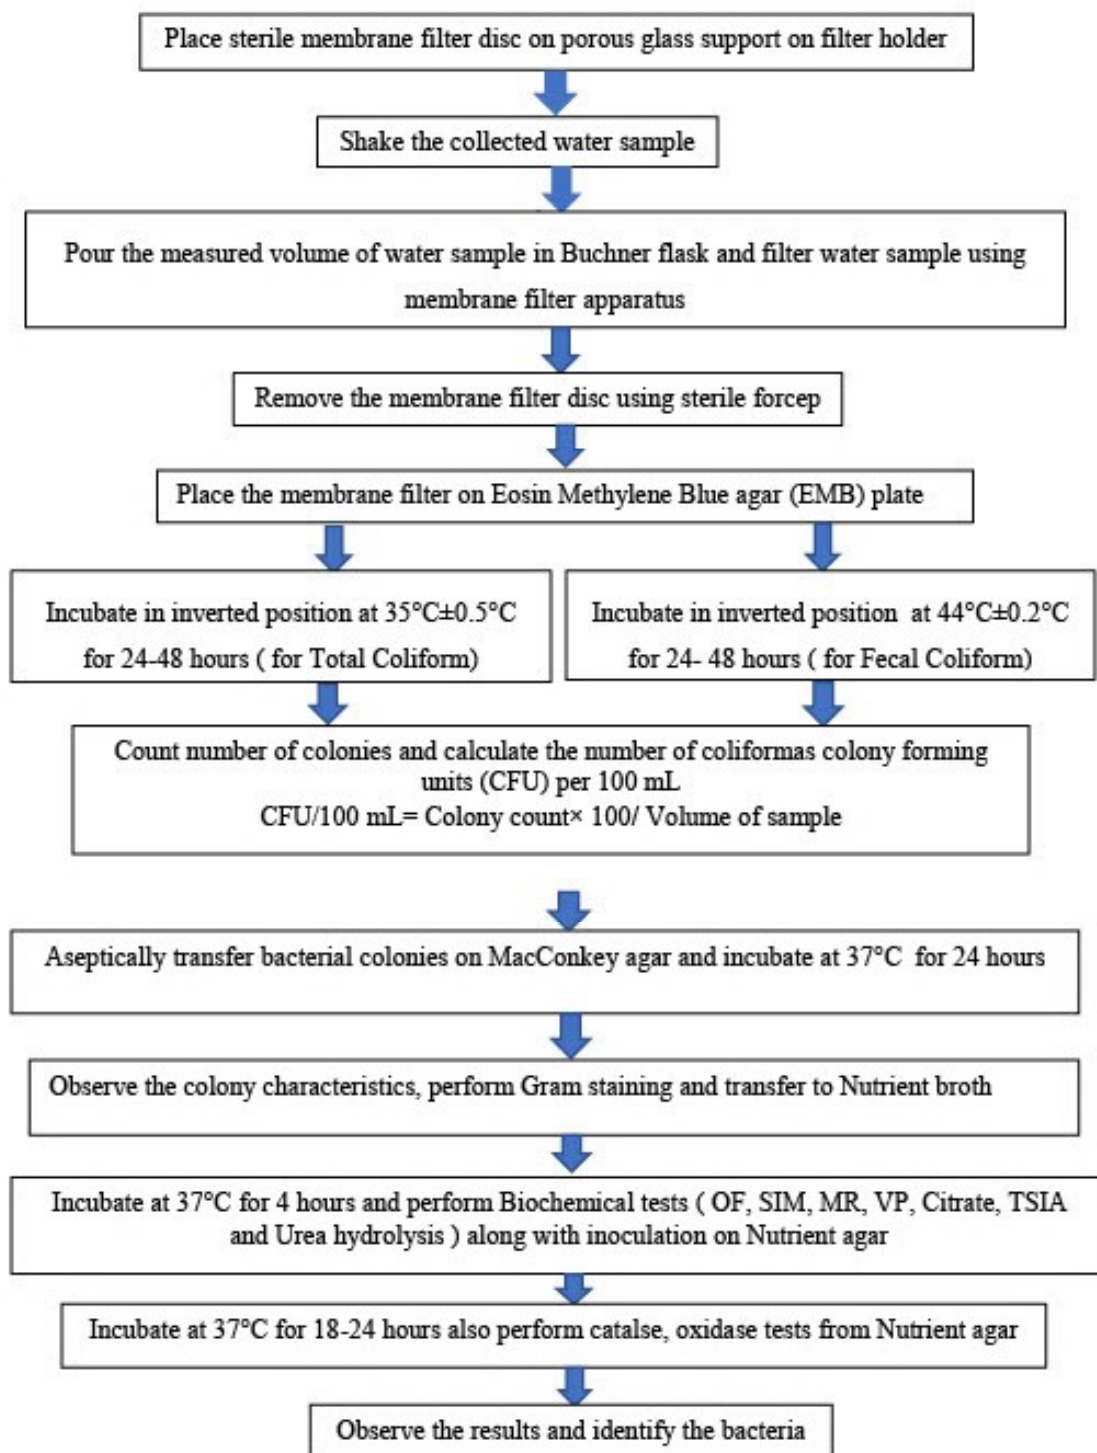 Place sterile membrane filter disc on porous glass support on filter holder
Shake the collected water sample
Pour the measured volume of water sample in Buchner flask and filter water sample using
membrane filter apparatus
Remove the membrane filter disc using sterile forcep
Place the membrane filter on Eosin Methylene Blue agar (EMB) plate
Incubate in inverted position at 35°C±0.5°C
for 24-48 hours ( for Total Coliform)
Incubate in inverted position at 44°C±0.2°C
for 24- 48 hours ( for Fecal Coliform)
Count number of colonies and calculate the number of coliformas colony forming
units (CFU) per 100 mL
CFU/100 mL= Colony count× 100/ Volume of sample
Aseptically transfer bacterial colonies on MacConkey agar and incubate at 37°C for 24 hours
Observe the colony characteristics, perform Gram staining and transfer to Nutrient broth
Incubate at 37°C for 4 hours and perform Biochemical tests ( OF, SIM, MR, VP, Citrate, TSIA
and Urea hydrolysis ) along with inoculation on Nutrient agar
Incubate at 37°C for 18-24 hours also perform catalse, oxidase tests from Nutrient agar
Observe the results and identify the bacteria